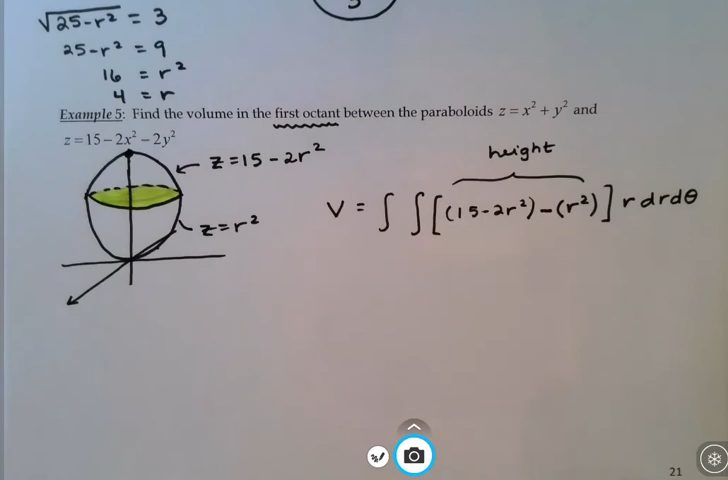 √25-r² = 3
25-r² = 9
16 = r²
4 = r
Example 5: Find the volume in the first octant between the paraboloids z = x² + y² and
z = 15 – 2x² – 2y²
z = 15 - 2r²
z = r²
height
V = ∫ ∫ [(15-2r²) - (r²)] r dr dθ
21